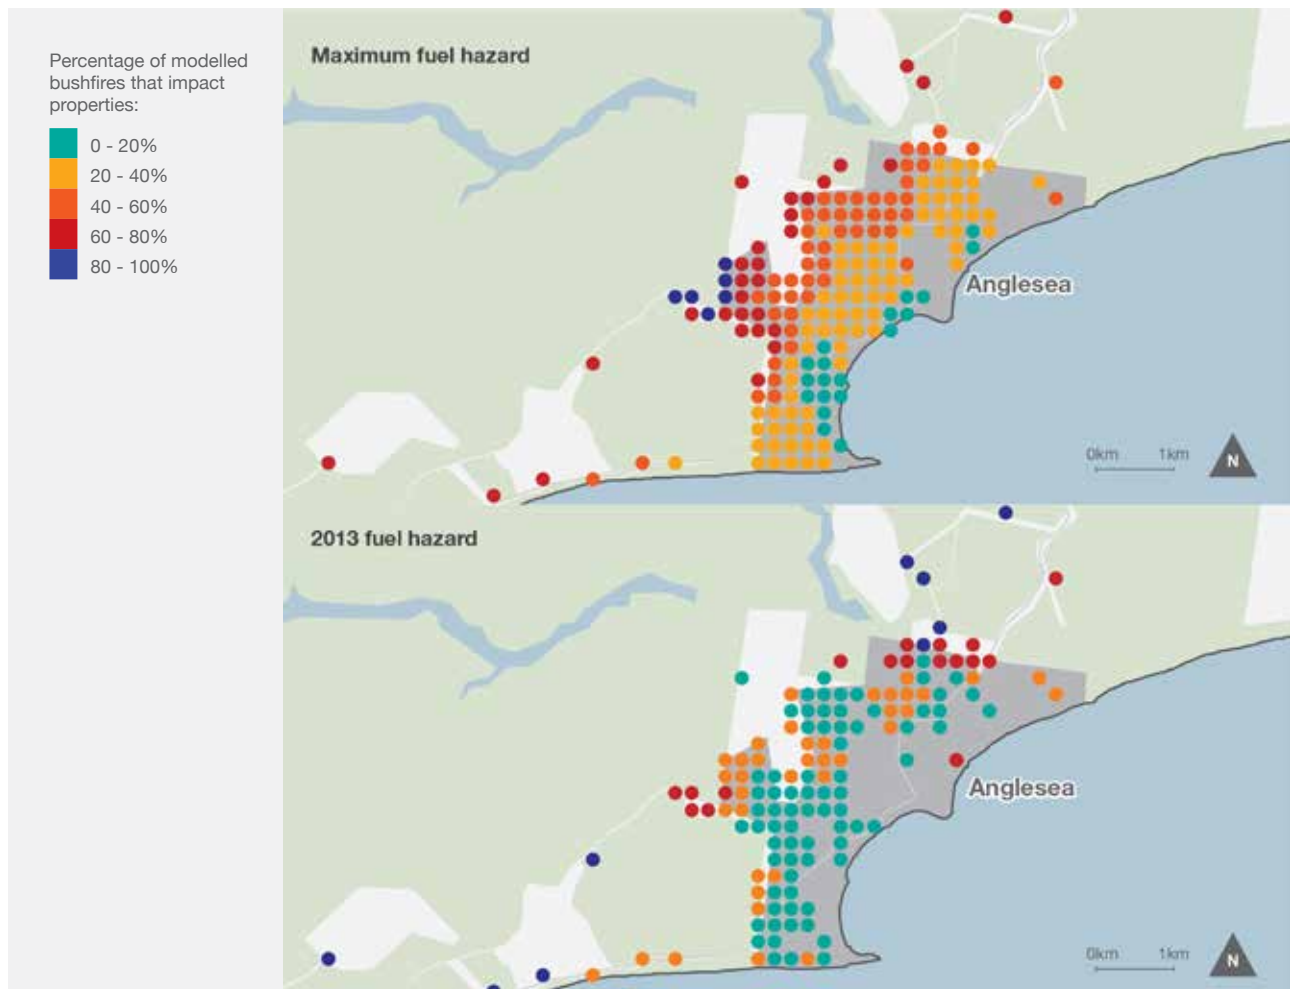 Percentage of modelled
bushfires that impact
properties:
0 - 20%
20 - 40%
40 - 60%
60 - 80%
80 - 100%
Maximum fuel hazard
Anglesea
0km 1km
N
2013 fuel hazard
Anglesea
0km 1km
N